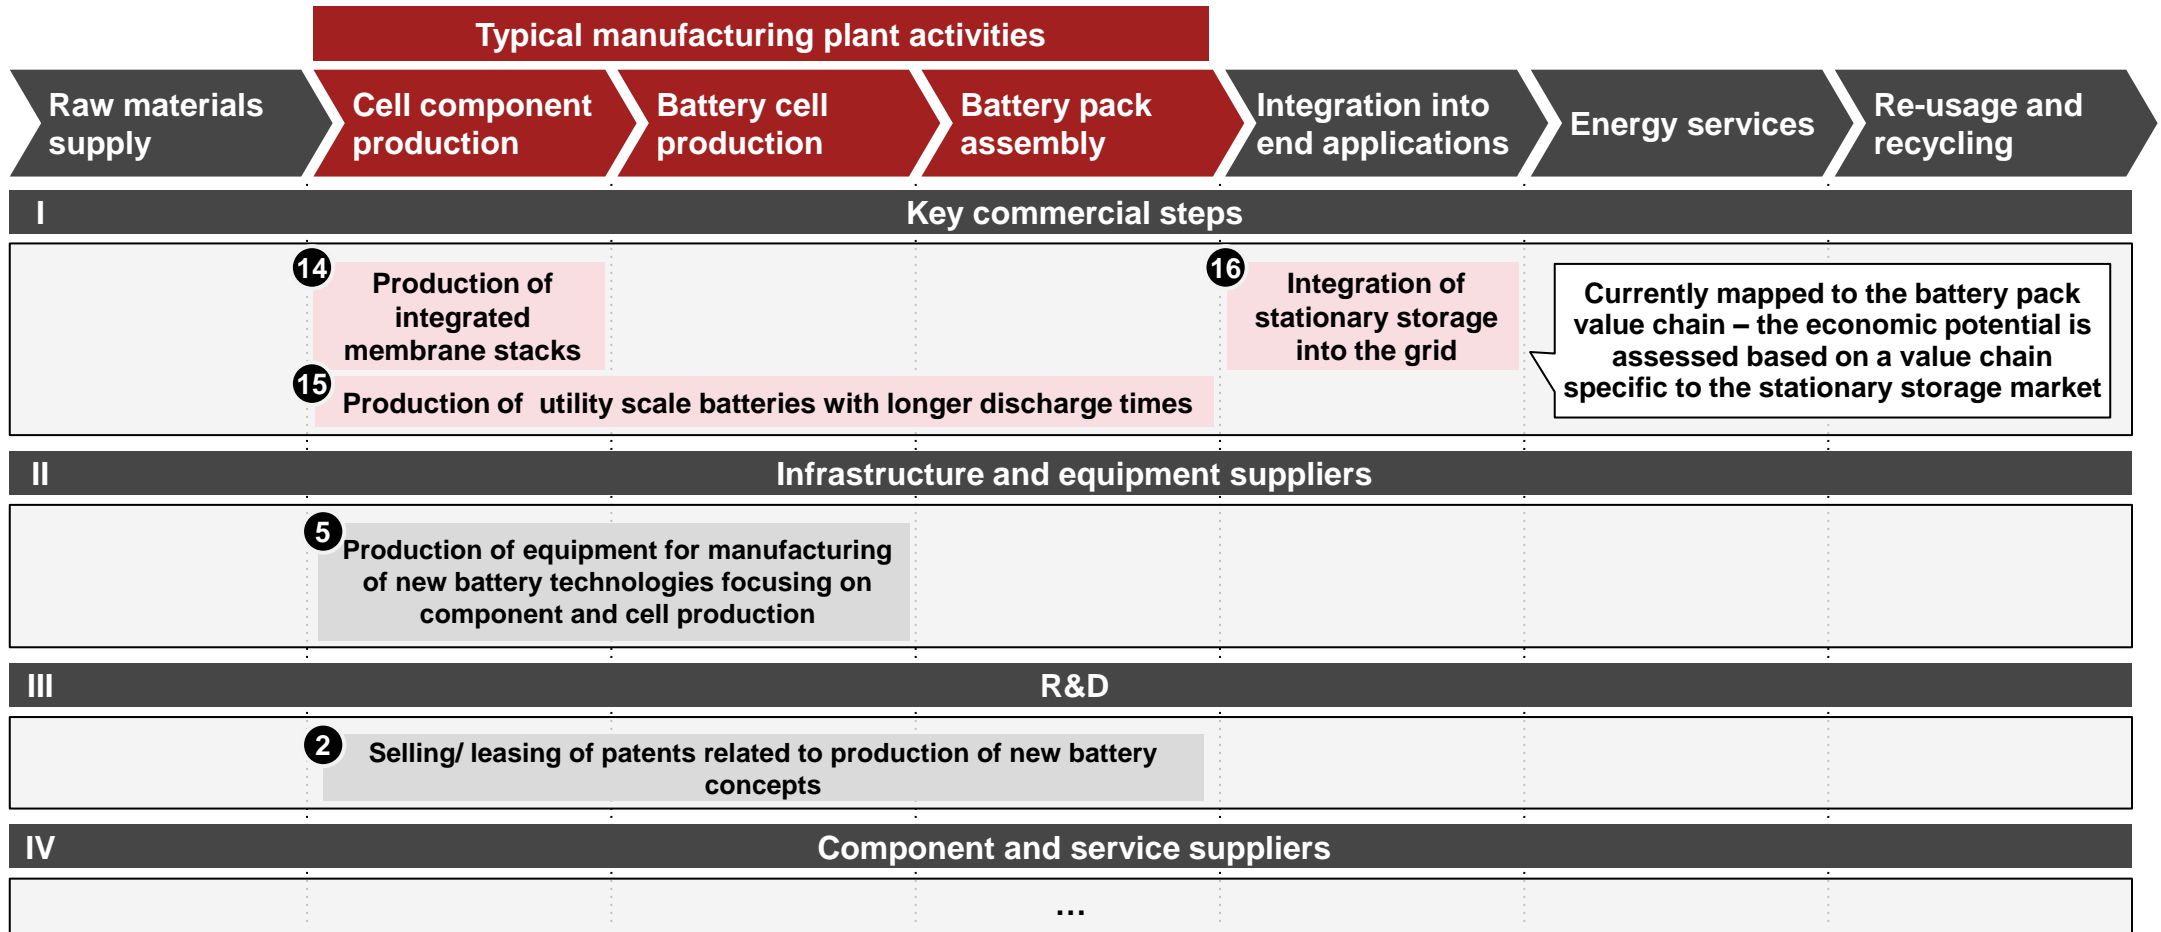 Typical manufacturing plant activities
Raw materials
supply
Cell component
production
Battery cell
production
Battery pack
assembly
Integration into
end applications
Energy services
Re-usage and
recycling
I
Key commercial steps
14
Production of
integrated
membrane stacks
16
Integration of
stationary storage
into the grid
Currently mapped to the battery pack
value chain – the economic potential is
assessed based on a value chain
specific to the stationary storage market
15
Production of  utility scale batteries with longer discharge times
II
Infrastructure and equipment suppliers
5
Production of equipment for manufacturing
of new battery technologies focusing on
component and cell production
III
R&D
2
Selling/ leasing of patents related to production of new battery
concepts
IV
Component and service suppliers
…